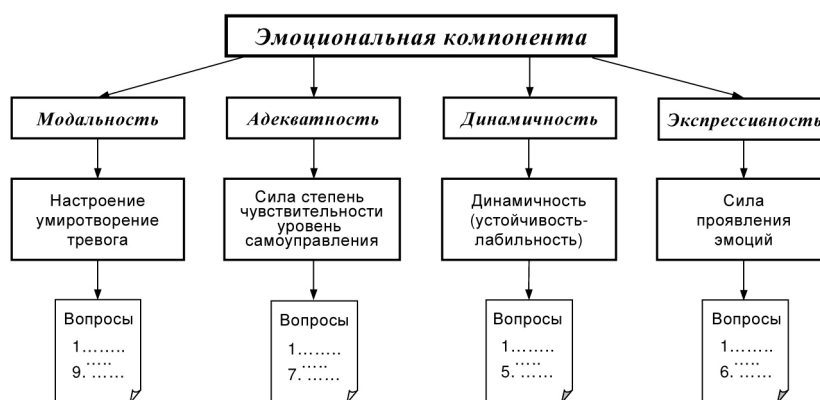 Эмоциональная компонента
Модальность
Адекватность
Динамичность
Экспрессивность
Настроение
умиротворение
тревога
Сила степень
чувствительности
уровень
самоуправления
Динамичность
(устойчивость-
лабильность)
Сила
проявления
эмоций
Вопросы
1........
.....
9. ......
Вопросы
1........
.....
7. ......
Вопросы
1........
.....
5. ......
Вопросы
1........
.....
6. ......